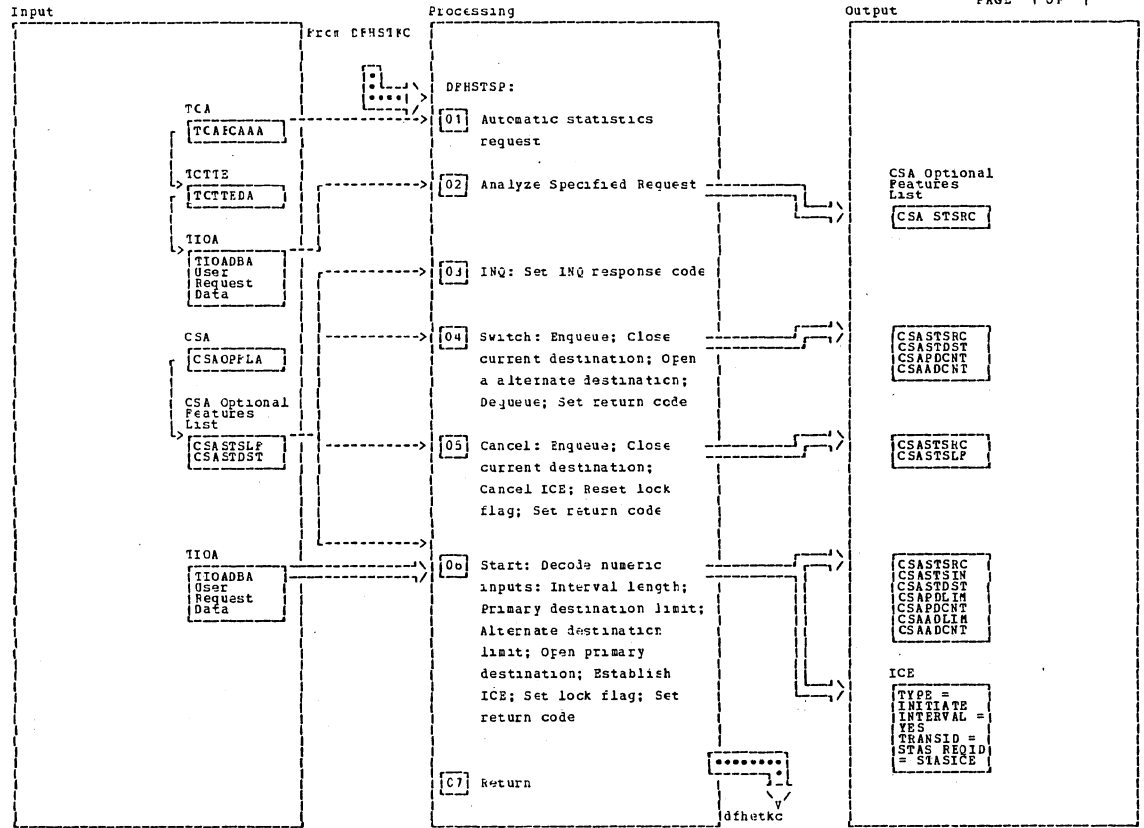 Input
Processing
Output
PAGE 1 OF 1
From DFHSTKC
DFHSTSP:
TCA
TCAFCAAA
01 Automatic statistics
request
TCTTE
TCTTEDA
02 Analyze Specified Request
CSA Optional
Features
List
CSA STSRC
TIOA
TIOADBA
User
Request
Data
03 INQ: Set INQ response code
CSA
CSAOPFLA
04 Switch: Enqueue; Close
current destination; Open
a alternate destination;
Dequeue; Set return code
CSASTSRC
CSASTDST
CSAPDCNT
CSAADCNT
CSA Optional
Features
List
CSASTSLF
CSASTDST
05 Cancel: Enqueue; Close
current destination;
Cancel ICE; Reset lock
flag; Set return code
CSASTSRC
CSASTSLF
TIOA
TIOADBA
User
Request
Data
06 Start: Decode numeric
inputs: Interval length;
Primary destination limit;
Alternate destination
limit; Open primary
destination; Establish
ICE; Set lock flag; Set
return code
CSASTSRC
CSASTSIN
CSASTDST
CSAPDLIM
CSAPDCNT
CSAADLIM
CSAADCNT
ICE
TYPE =
INITIATE
INTERVAL =
YES
TRANSID =
STAS REQID
= STASICE
07 Return
dfhetkc